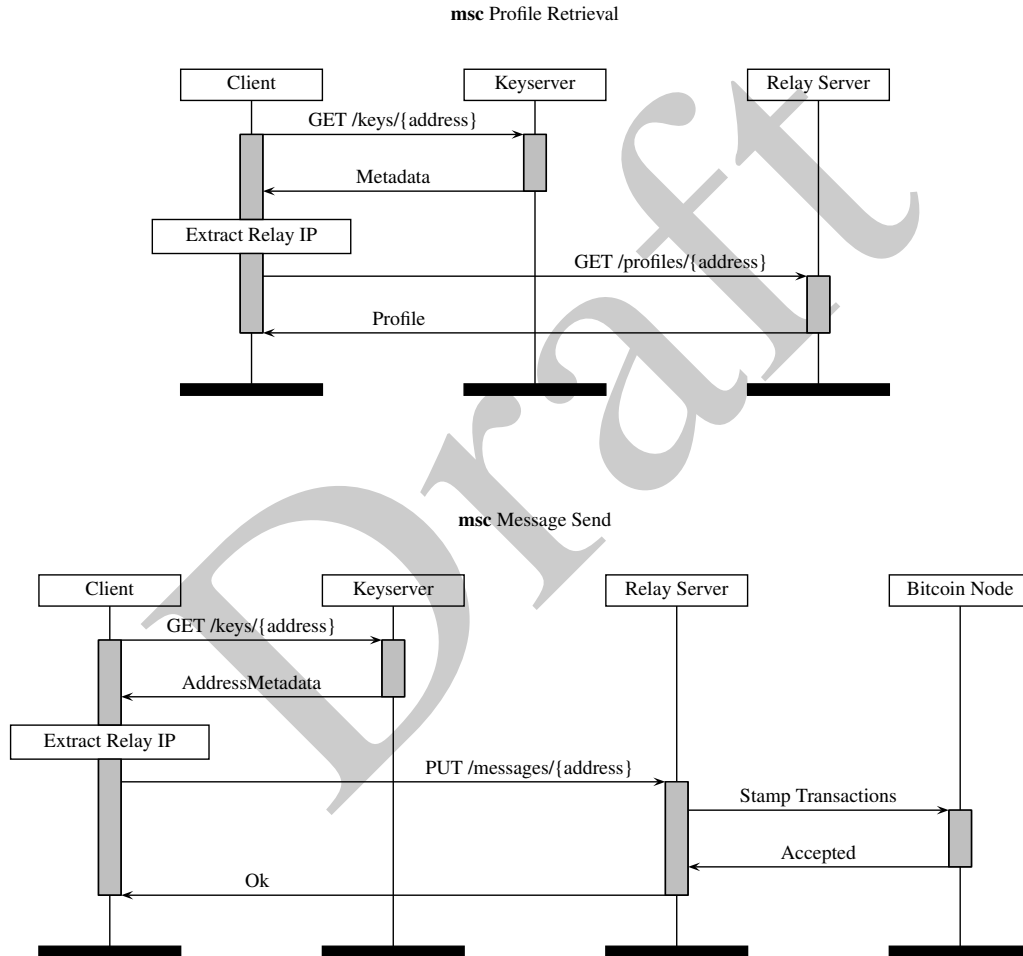 msc Profile Retrieval
Client Keyserver Relay Server
GET /keys/{address}
Metadata
Extract Relay IP
GET /profiles/{address}
Profile
msc Message Send
Client Keyserver Relay Server Bitcoin Node
GET /keys/{address}
AddressMetadata
Extract Relay IP
PUT /messages/{address}
Stamp Transactions
Accepted
Ok
Draft